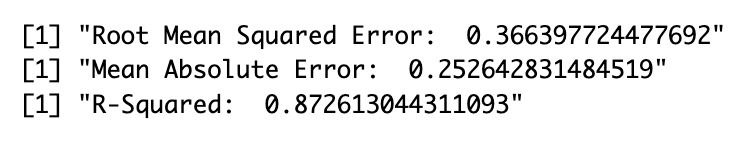 [1] "Root Mean Squared Error:  0.366397724477692"
[1] "Mean Absolute Error:  0.252642831484519"
[1] "R-Squared:  0.872613044311093"